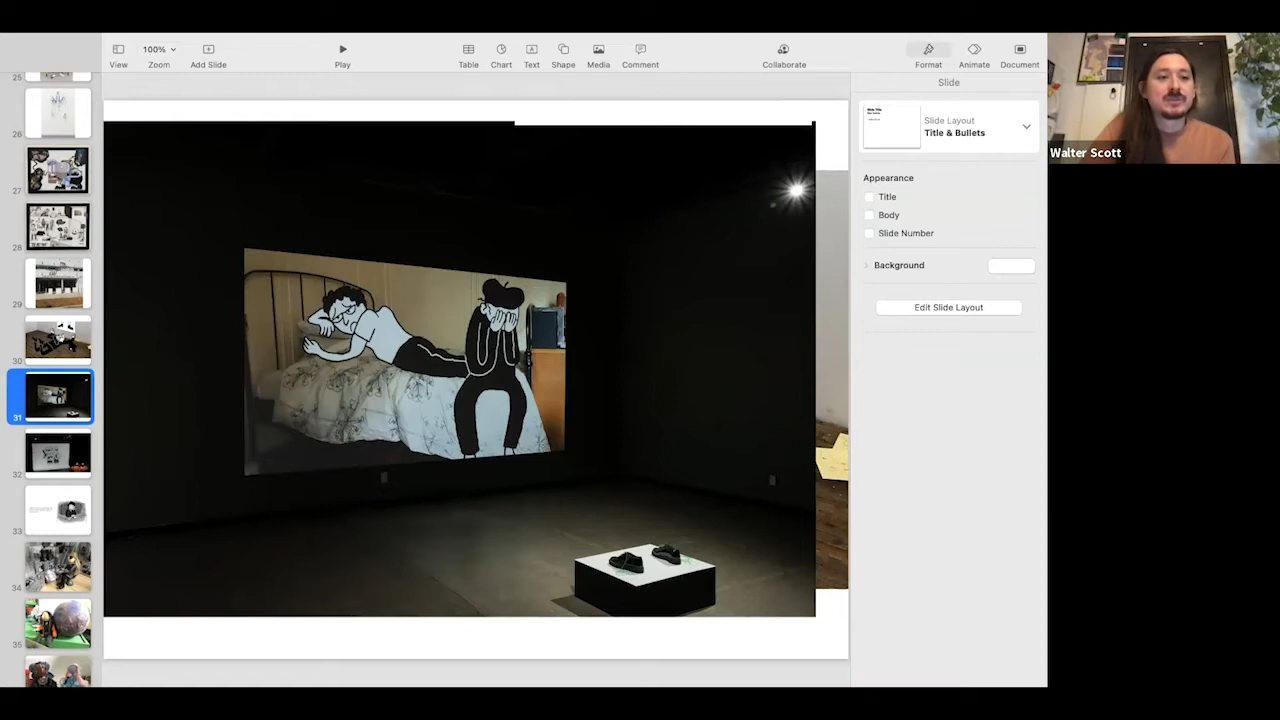 View
100%
Zoom
Add Slide
Play
Table
Chart
Text
Shape
Media
Comment
Collaborate
Format
Animate
Document
Slide
Slide Layout
Title & Bullets
Appearance
Title
Body
Slide Number
Background
Edit Slide Layout
25
26
27
28
29
30
31
32
33
34
35
Walter Scott